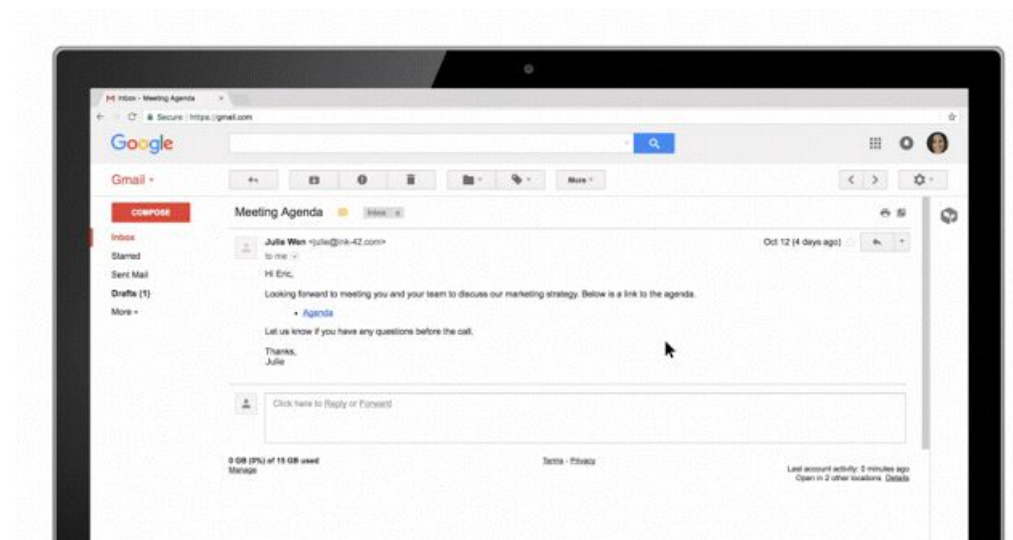 Inbox - Meeting Agenda
Secure https://gmail.com
Google
Gmail
More
COMPOSE
Meeting Agenda Inbox x
Inbox
Starred
Sent Mail
Drafts (1)
More
Julie Wen <julie@ink-42.com> Oct 12 (4 days ago)
to me
Hi Eric,
Looking forward to meeting you and your team to discuss our marketing strategy. Below is a link to the agenda.
• Agenda
Let us know if you have any questions before the call.
Thanks,
Julie
Click here to Reply or Forward
0 GB (0%) of 15 GB used
Manage
Terms - Privacy
Last account activity: 0 minutes ago
Open in 2 other locations Details